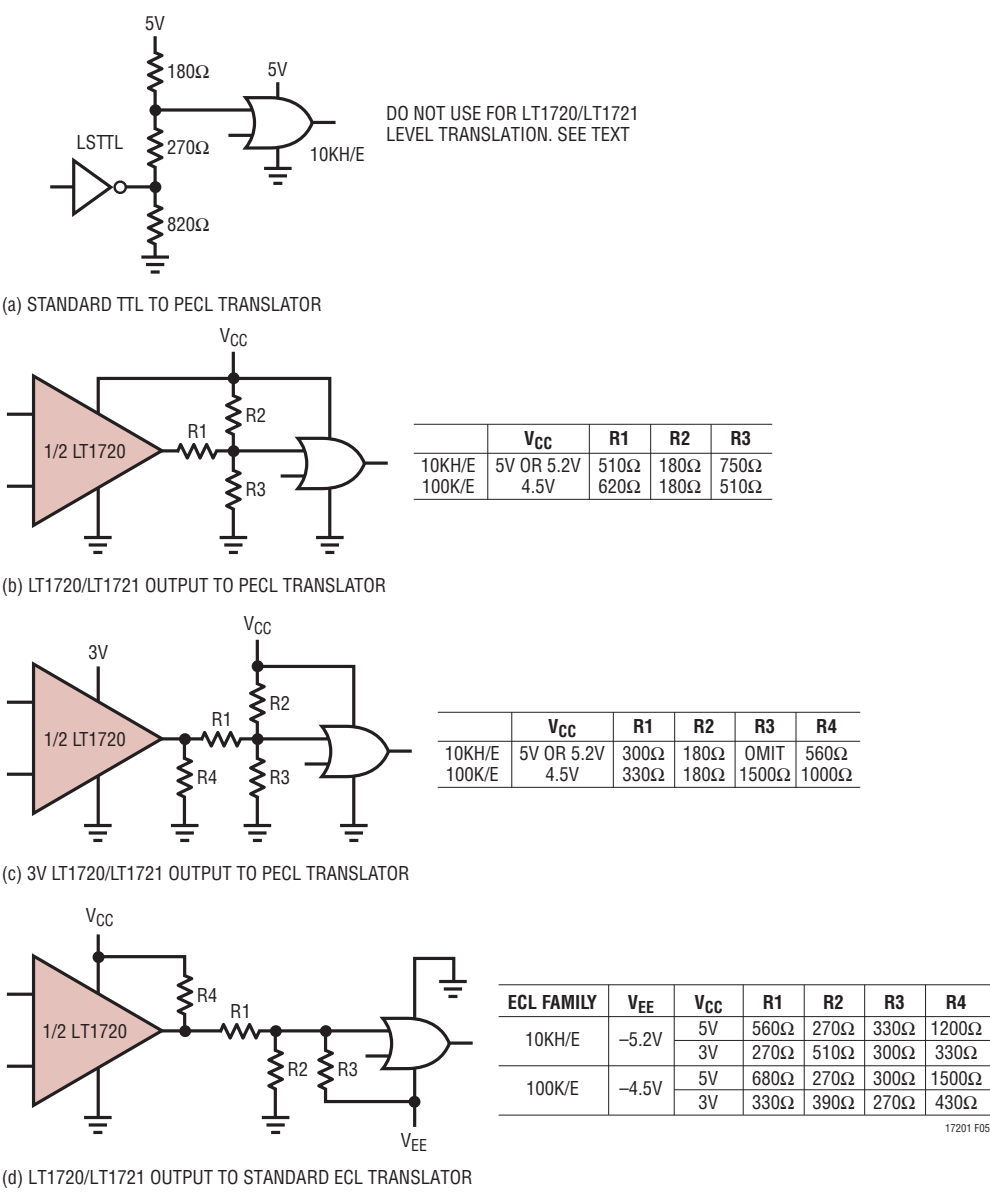 5V
180Ω
5V
DO NOT USE FOR LT1720/LT1721
LEVEL TRANSLATION. SEE TEXT
LSTTL
270Ω
10KH/E
820Ω
(a) STANDARD TTL TO PECL TRANSLATOR
VCC
R2
R1
1/2 LT1720
R3
VCC R1 R2 R3
10KH/E 5V OR 5.2V 510Ω 180Ω 750Ω
100K/E 4.5V 620Ω 180Ω 510Ω
(b) LT1720/LT1721 OUTPUT TO PECL TRANSLATOR
VCC
3V
R2
R1
1/2 LT1720
R4
R3
VCC R1 R2 R3 R4
10KH/E 5V OR 5.2V 300Ω 180Ω OMIT 560Ω
100K/E 4.5V 330Ω 180Ω 1500Ω 1000Ω
(c) 3V LT1720/LT1721 OUTPUT TO PECL TRANSLATOR
VCC
R4
R1
1/2 LT1720
R2
R3
VEE
ECL FAMILY VEE VCC R1 R2 R3 R4
10KH/E –5.2V 5V 560Ω 270Ω 330Ω 1200Ω
3V 270Ω 510Ω 300Ω 330Ω
100K/E –4.5V 5V 680Ω 270Ω 300Ω 1500Ω
3V 330Ω 390Ω 270Ω 430Ω
17201 F05
(d) LT1720/LT1721 OUTPUT TO STANDARD ECL TRANSLATOR